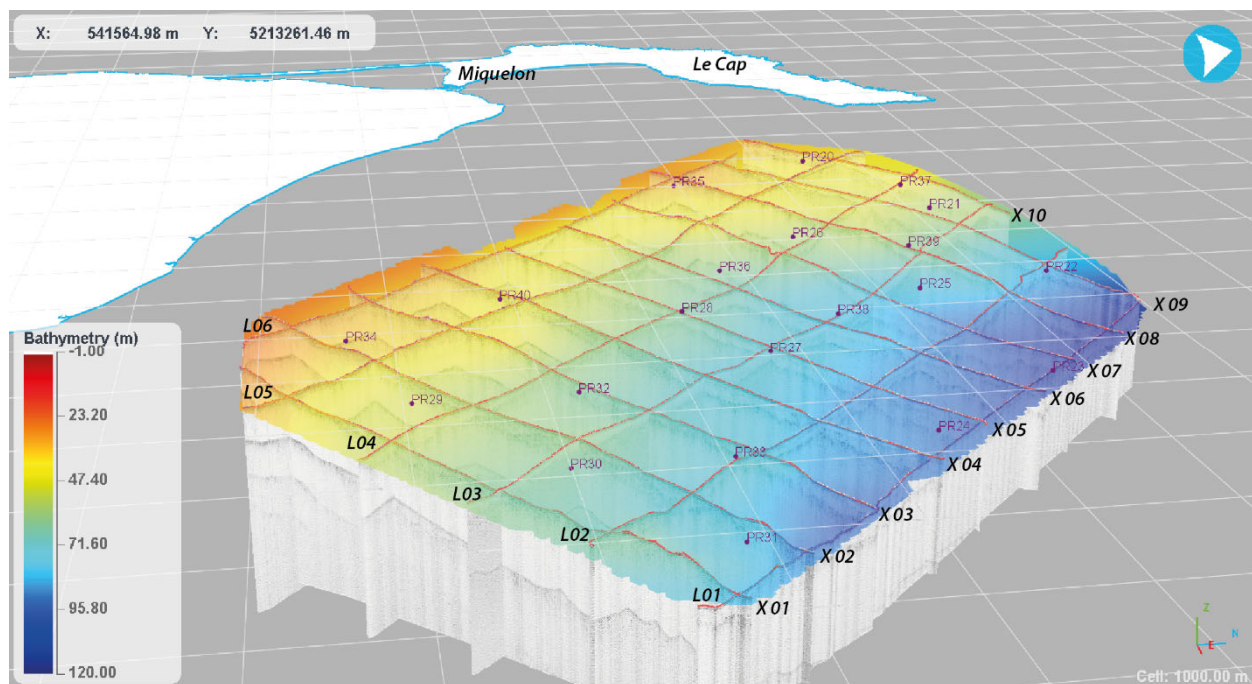 X: 541564.98 m Y: 5213261.46 m
Miquelon
Le Cap
PR20
PR35
PR37
PR21
X 10
PR26
PR39
PR36
PR22
PR40
PR25
X 09
PR28
PR38
L06
X 08
PR34
Bathymetry (m)
-1.00
PR27
X 07
PR23
L05
PR32
X 06
PR29
23.20
X 05
PR24
L04
PR33
X 04
PR30
47.40
L03
X 03
L02
PR31
71.60
X 02
L01
X 01
95.80
Z
N
E
120.00
Cell: 1000.00 m